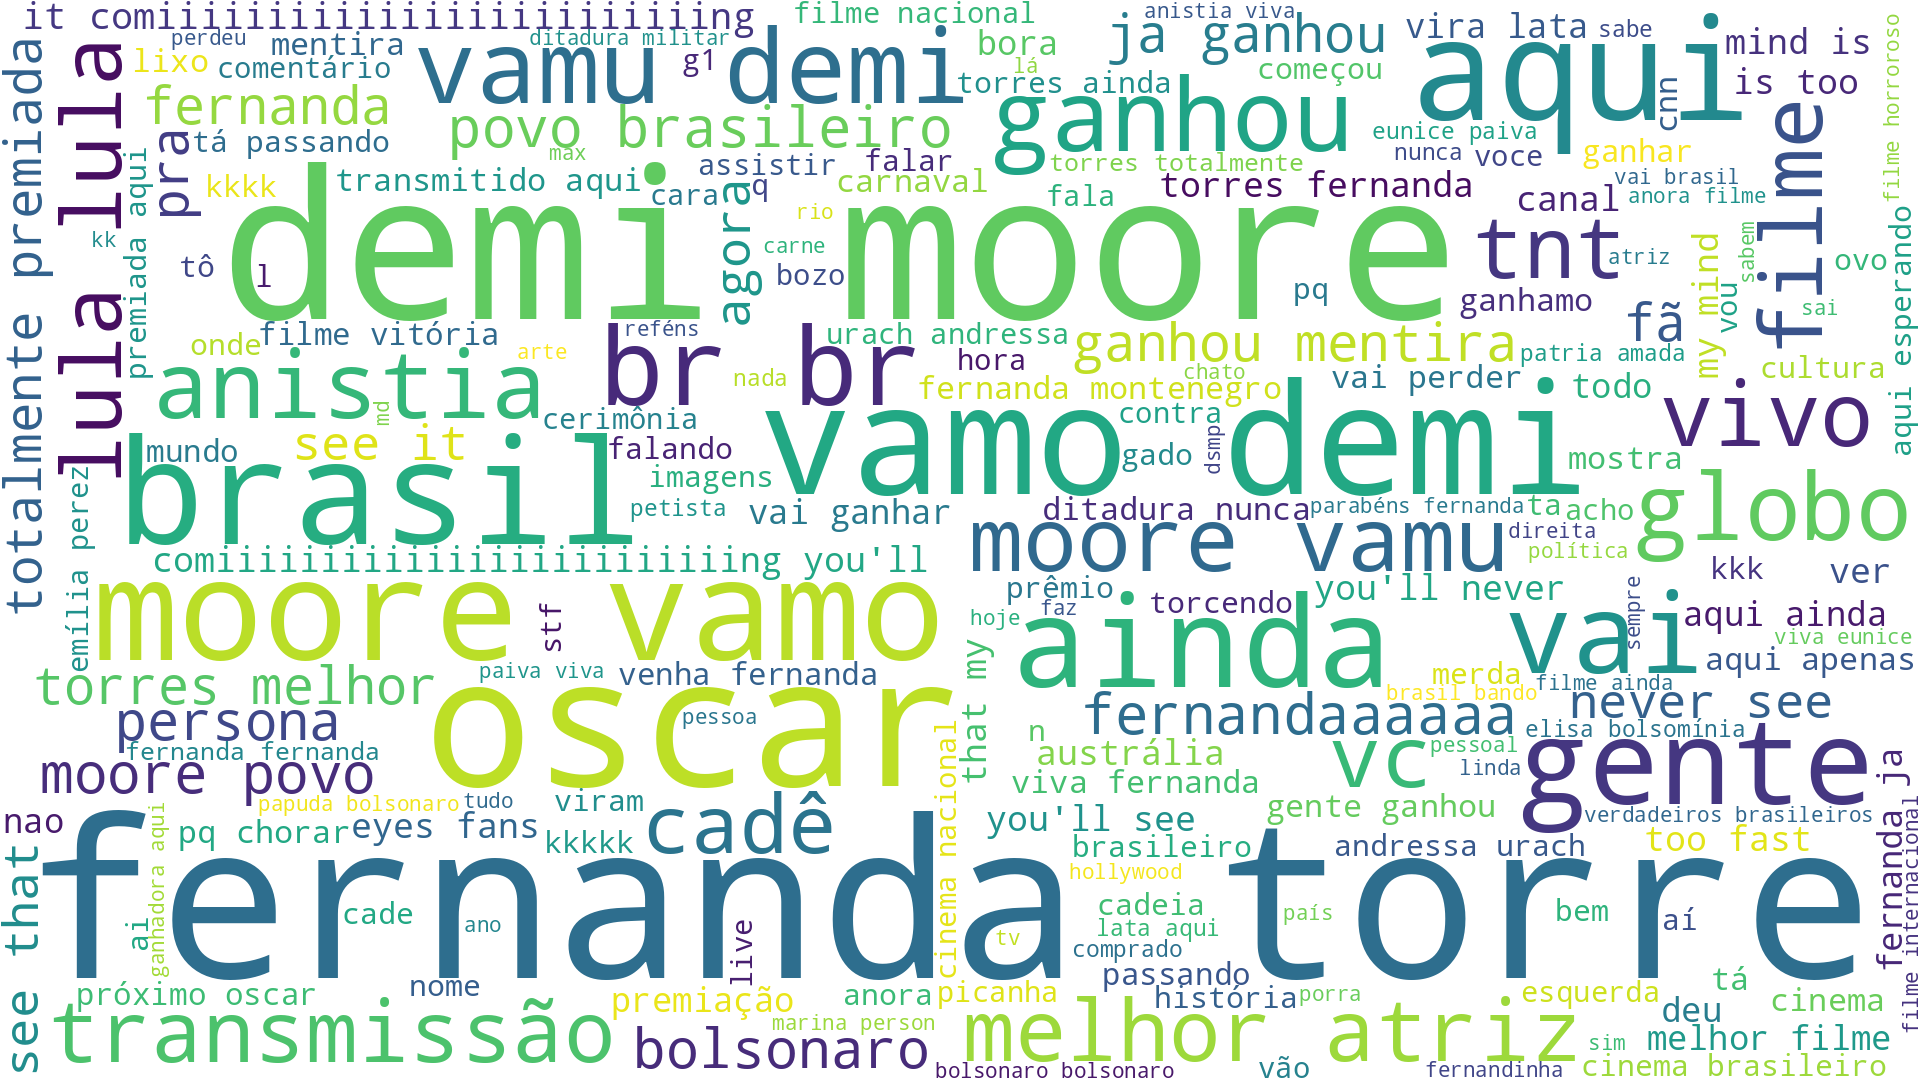 it comiiiiiiiiiiiiiiiiiiiiiiiiiing
filme nacional
anistia viva
perdeu
mentira
ditadura militar
bora
ja ganhou
vira lata
sabe
mind is
lixo
comentário
vamu demi
g1
lá
começou
aqui
is too
torres ainda
fernanda
povo brasileiro
ganhou
cnn
filme
filme horroroso
totalmente premiada
lula lula
pra
tá passando
max
assistir
falar
eunice paiva
nunca
voce
ganhar
torres totalmente
kkkk
transmitido aqui
cara
q
carnaval
fala
torres fernanda
vai brasil
anora filme
canal
premiada aqui
kk
demi moore
agora
rio
carne
bozo
tnt
atriz
my mind
sabem
ovo
tô
l
pq
ganhamo
vou
sai
aqui esperando
onde
filme vitória
reféns
urach andressa
fã
br br
arte
hora
ganhou mentira
patria amada
cultura
anistia
nada
fernanda montenegro
chato
vai perder
todo
vivo
md
cerimônia
vamo demi
contra
mundo
see it
brasil
falando
gado
dsmp
mostra
imagens
petista
vai ganhar
ditadura nunca
parabéns fernanda
ta
acho
globo
emília perez
moore vamu
direita
política
comiiiiiiiiiiiiiiiiiiiiiiiiiing you'll
kkk
ver
moore vamo
stf
prêmio
faz
torcendo
you'll never
sempre
hoje
ainda
vai
aqui ainda
viva eunice
torres melhor
paiva viva
venha fernanda
that my
merda
brasil bando
filme ainda
aqui apenas
oscar
pessoa
persona
fernanda fernanda
fernandaaaaaa
never see
elisa bolsomínia
n
austrália
vc
pessoal
linda
gente
moore povo
viva fernanda
cinema nacional
papuda bolsonaro
tudo
viram
cadê
gente ganhou
verdadeiros brasileiros
fernanda ja
filme internacional
nao
pq chorar
eyes fans
kkkkk
you'll see
brasileiro
andressa urach
too fast
see that
fernanda torre
ganhadora aqui
ai
cade
ano
live
hollywood
cadeia
lata aqui
país
bem
aí
tv
comprado
passando
próximo oscar
nome
premiação
anora
picanha
história
porra
esquerda
tá
deu
cinema
transmissão
bolsonaro
marina person
melhor atriz
sim
melhor filme
bolsonaro bolsonaro
vão
fernandinha
cinema brasileiro